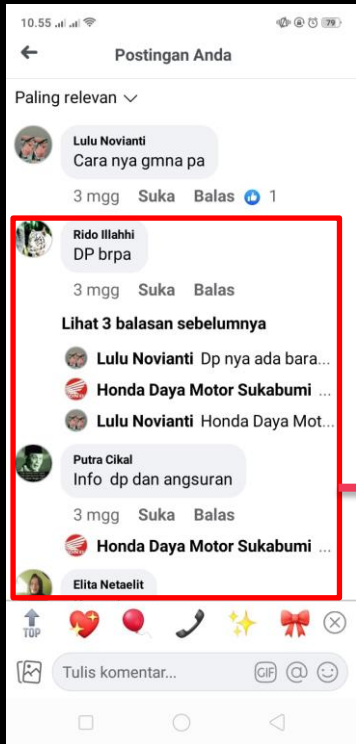 10.55
79
Postingan Anda
Paling relevan
Lulu Novianti
Cara nya gmna pa
3 mgg Suka Balas 1
Rido Illahhi
DP brpa
3 mgg Suka Balas
Lihat 3 balasan sebelumnya
Lulu Novianti Dp nya ada bara...
Honda Daya Motor Sukabumi ...
Lulu Novianti Honda Daya Mot...
Putra Cikal
Info dp dan angsuran
3 mgg Suka Balas
Honda Daya Motor Sukabumi ...
Elita Netaelit
TOP
Tulis komentar...
GIF @